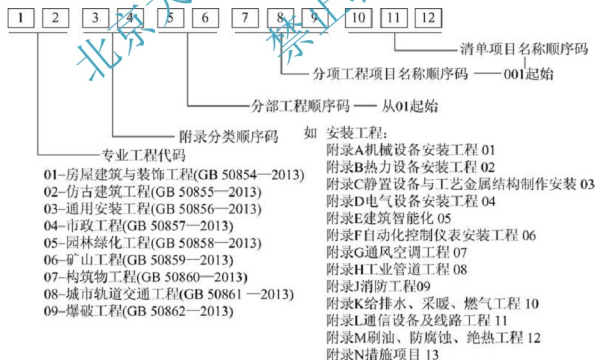 1 2 3 4 5 6 7 8 9 10 11 12
清单项目名称顺序码
分项工程项目名称顺序码——001起始
分部工程顺序码——从01起始
附录分类顺序码
专业工程代码
01–房屋建筑与装饰工程(GB 50854—2013)
02–仿古建筑工程(GB 50855—2013)
03–通用安装工程(GB 50856—2013)
04–市政工程(GB 50857—2013)
05–园林绿化工程(GB 50858—2013)
06–矿山工程(GB 50859—2013)
07–构筑物工程(GB 50860—2013)
08–城市轨道交通工程(GB 50861 —2013)
09–爆破工程(GB 50862—2013)
如 安装工程:
附录A机械设备安装工程 01
附录B热力设备安装工程 02
附录C静置设备与工艺金属结构制作安装 03
附录D电气设备安装工程 04
附录E建筑智能化 05
附录F自动化控制仪表安装工程 06
附录G通风空调工程 07
附录H工业管道工程 08
附录J消防工程09
附录K给排水、采暖、燃气工程 10
附录L通信设备及线路工程 11
附录M刷油、防腐蚀、绝热工程 12
附录N措施项目 13
北京
禁止